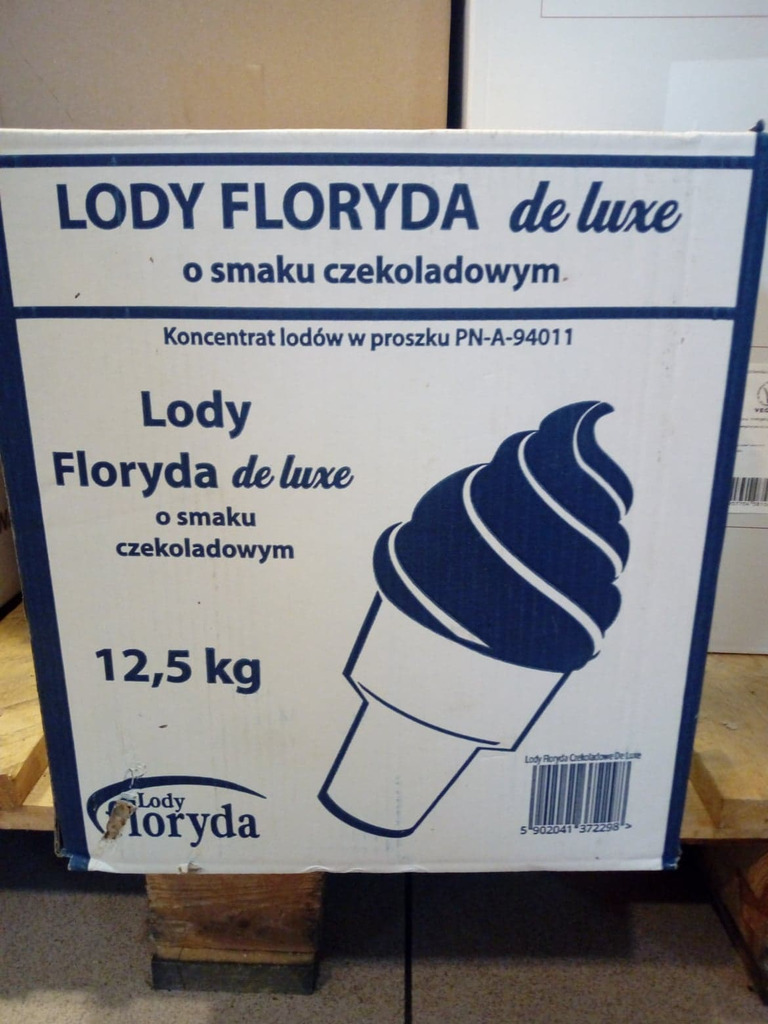 LODY FLORYDA de luxe
o smaku czekoladowym
Koncentrat lodów w proszku PN-A-94011
Lody
Floryda de luxe
o smaku
czekoladowym
12,5 kg
Lody Floryda Czekoladowe De Luxe
5 902041 372298 >
Lody
floryda